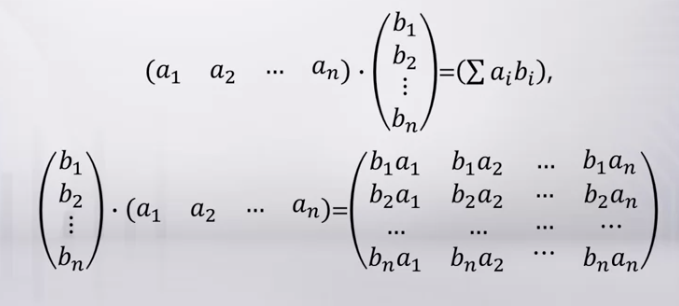 (a₁ a₂ ⋯ aₙ) · (b₁ b₂ ⋮ bₙ) =(∑ aᵢbᵢ),
(b₁ b₂ ⋮ bₙ) · (a₁ a₂ ⋯ aₙ)= (b₁a₁ b₁a₂ ⋯ b₁aₙ
b₂a₁ b₂a₂ ⋯ b₂aₙ
⋯ ⋯ ⋯ ⋯
bₙa₁ bₙa₂ ⋯ bₙaₙ)